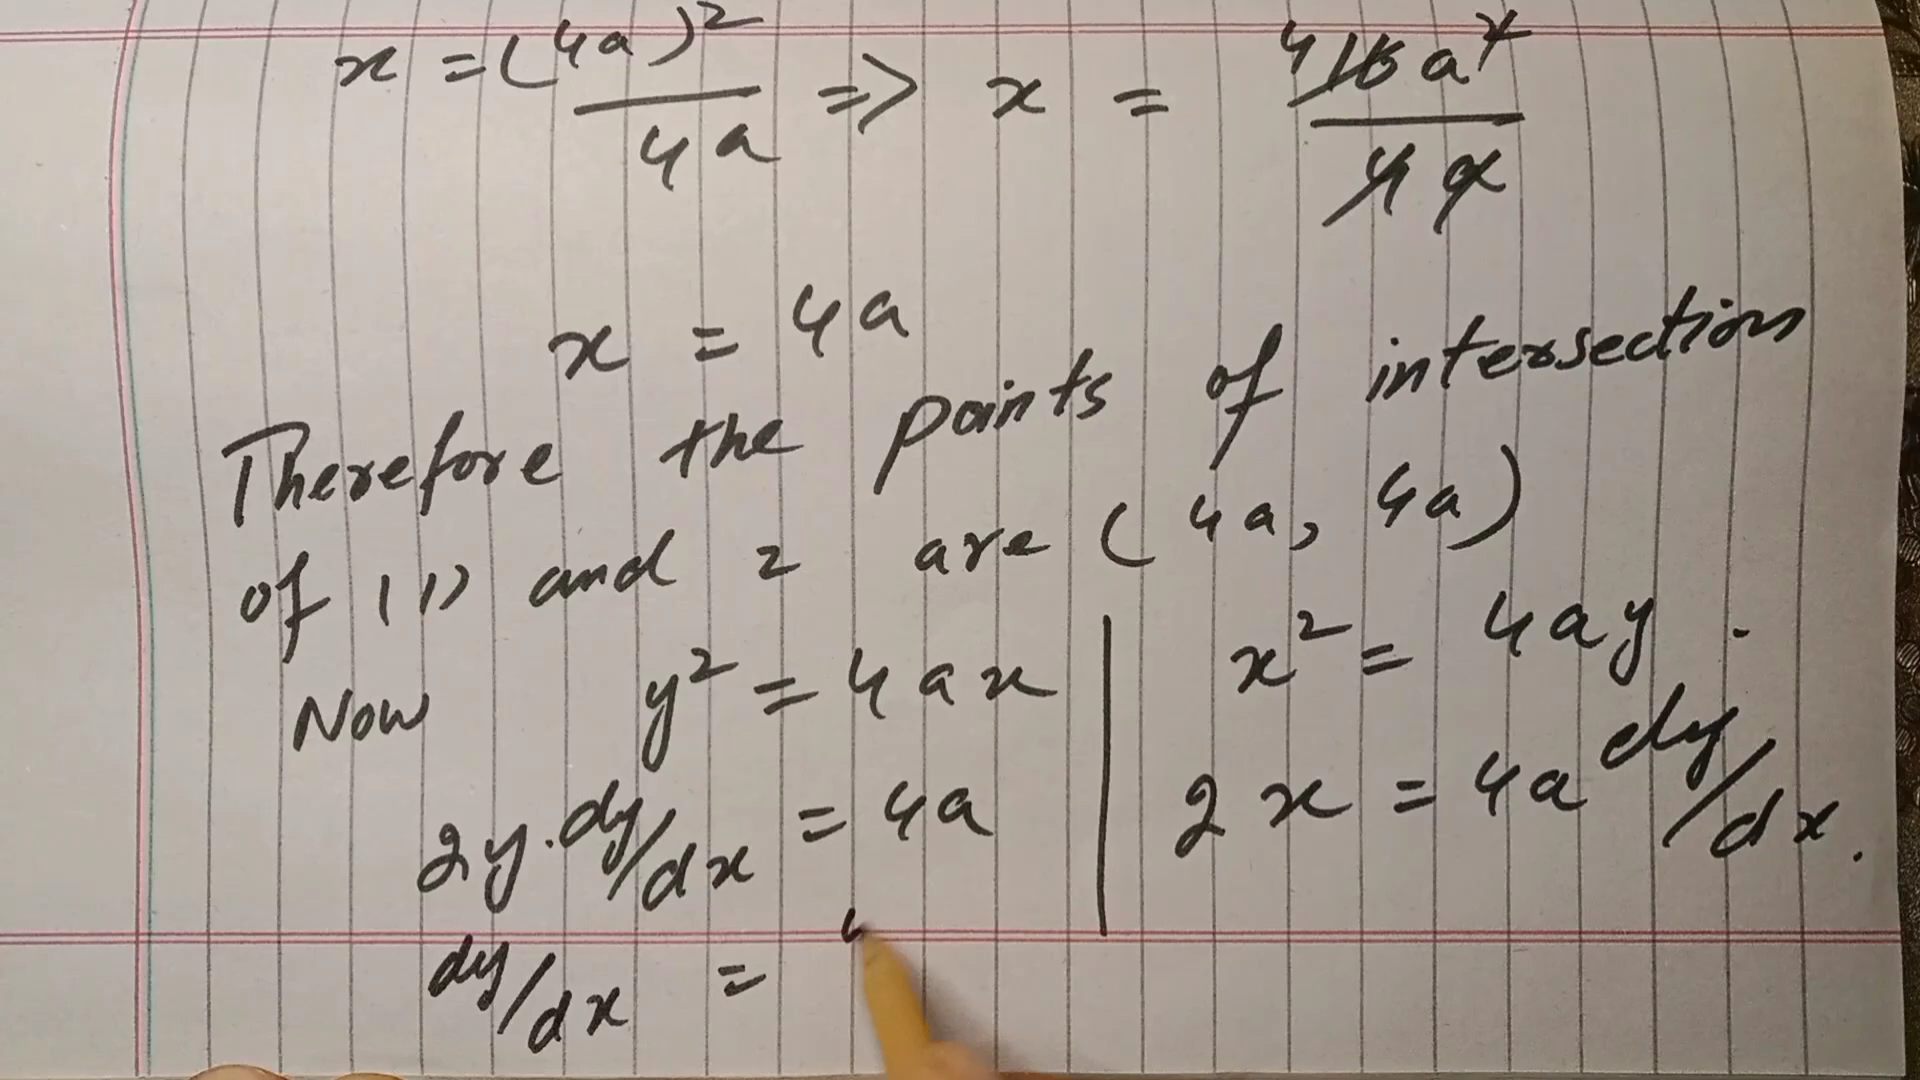 x = (4a)²/4a => x = 4 16a²/4a
x = 4a
Therefore the points of intersection
of (1) and 2 are (4a, 4a)
Now y² = 4ax | x² = 4ay.
2y.dy/dx = 4a | 2x = 4a dy/dx.
dy/dx =